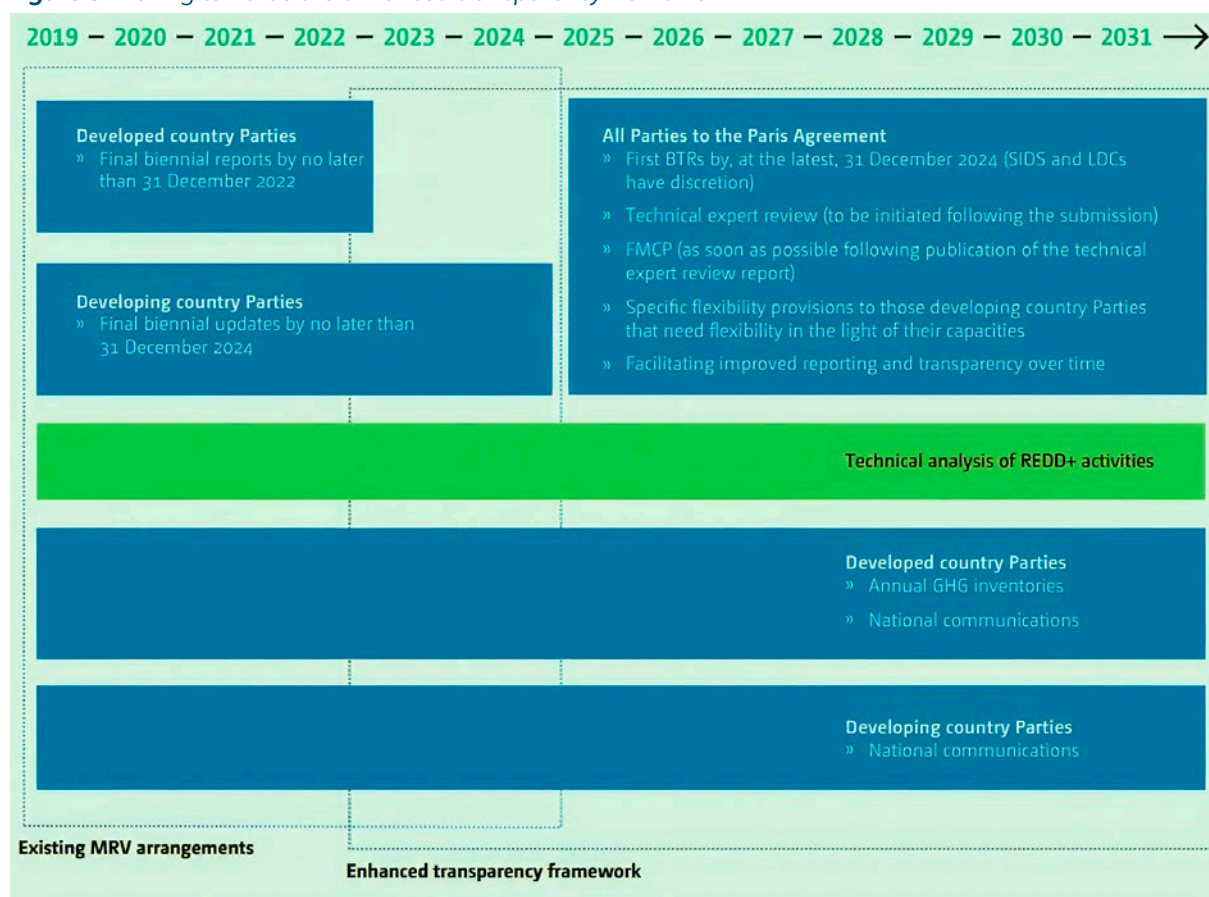 2019 – 2020 – 2021 – 2022 – 2023 – 2024 – 2025 – 2026 – 2027 – 2028 – 2029 – 2030 – 2031
Developed country Parties
» Final biennial reports by no later
than 31 December 2022
Developing country Parties
» Final biennial updates by no later than
31 December 2024
All Parties to the Paris Agreement
» First BTRs by, at the latest, 31 December 2024 (SIDS and LDCs
have discretion)
» Technical expert review (to be initiated following the submission)
» FMCP (as soon as possible following publication of the technical
expert review report)
» Specific flexibility provisions to those developing country Parties
that need flexibility in the light of their capacities
» Facilitating improved reporting and transparency over time
Technical analysis of REDD+ activities
Developed country Parties
» Annual GHG inventories
» National communications
Developing country Parties
» National communications
Existing MRV arrangements
Enhanced transparency framework